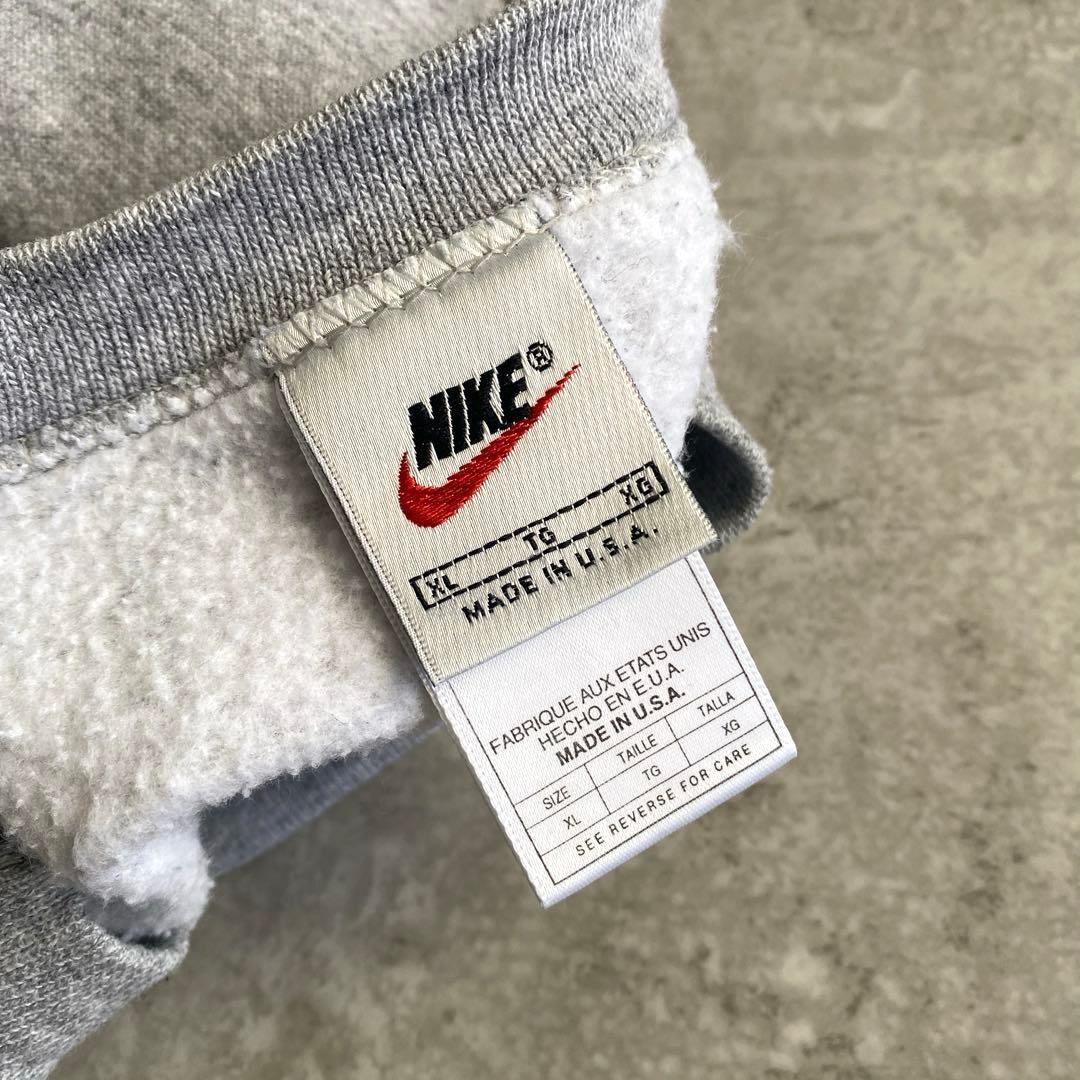 NIKE®
XL TG XG
MADE IN U.S.A.
FABRIQUE AUX ETATS UNIS
HECHO EN E.U.A.
MADE IN U.S.A.
SIZE TAILLE TALLA
XL TG XG
SEE REVERSE FOR CARE